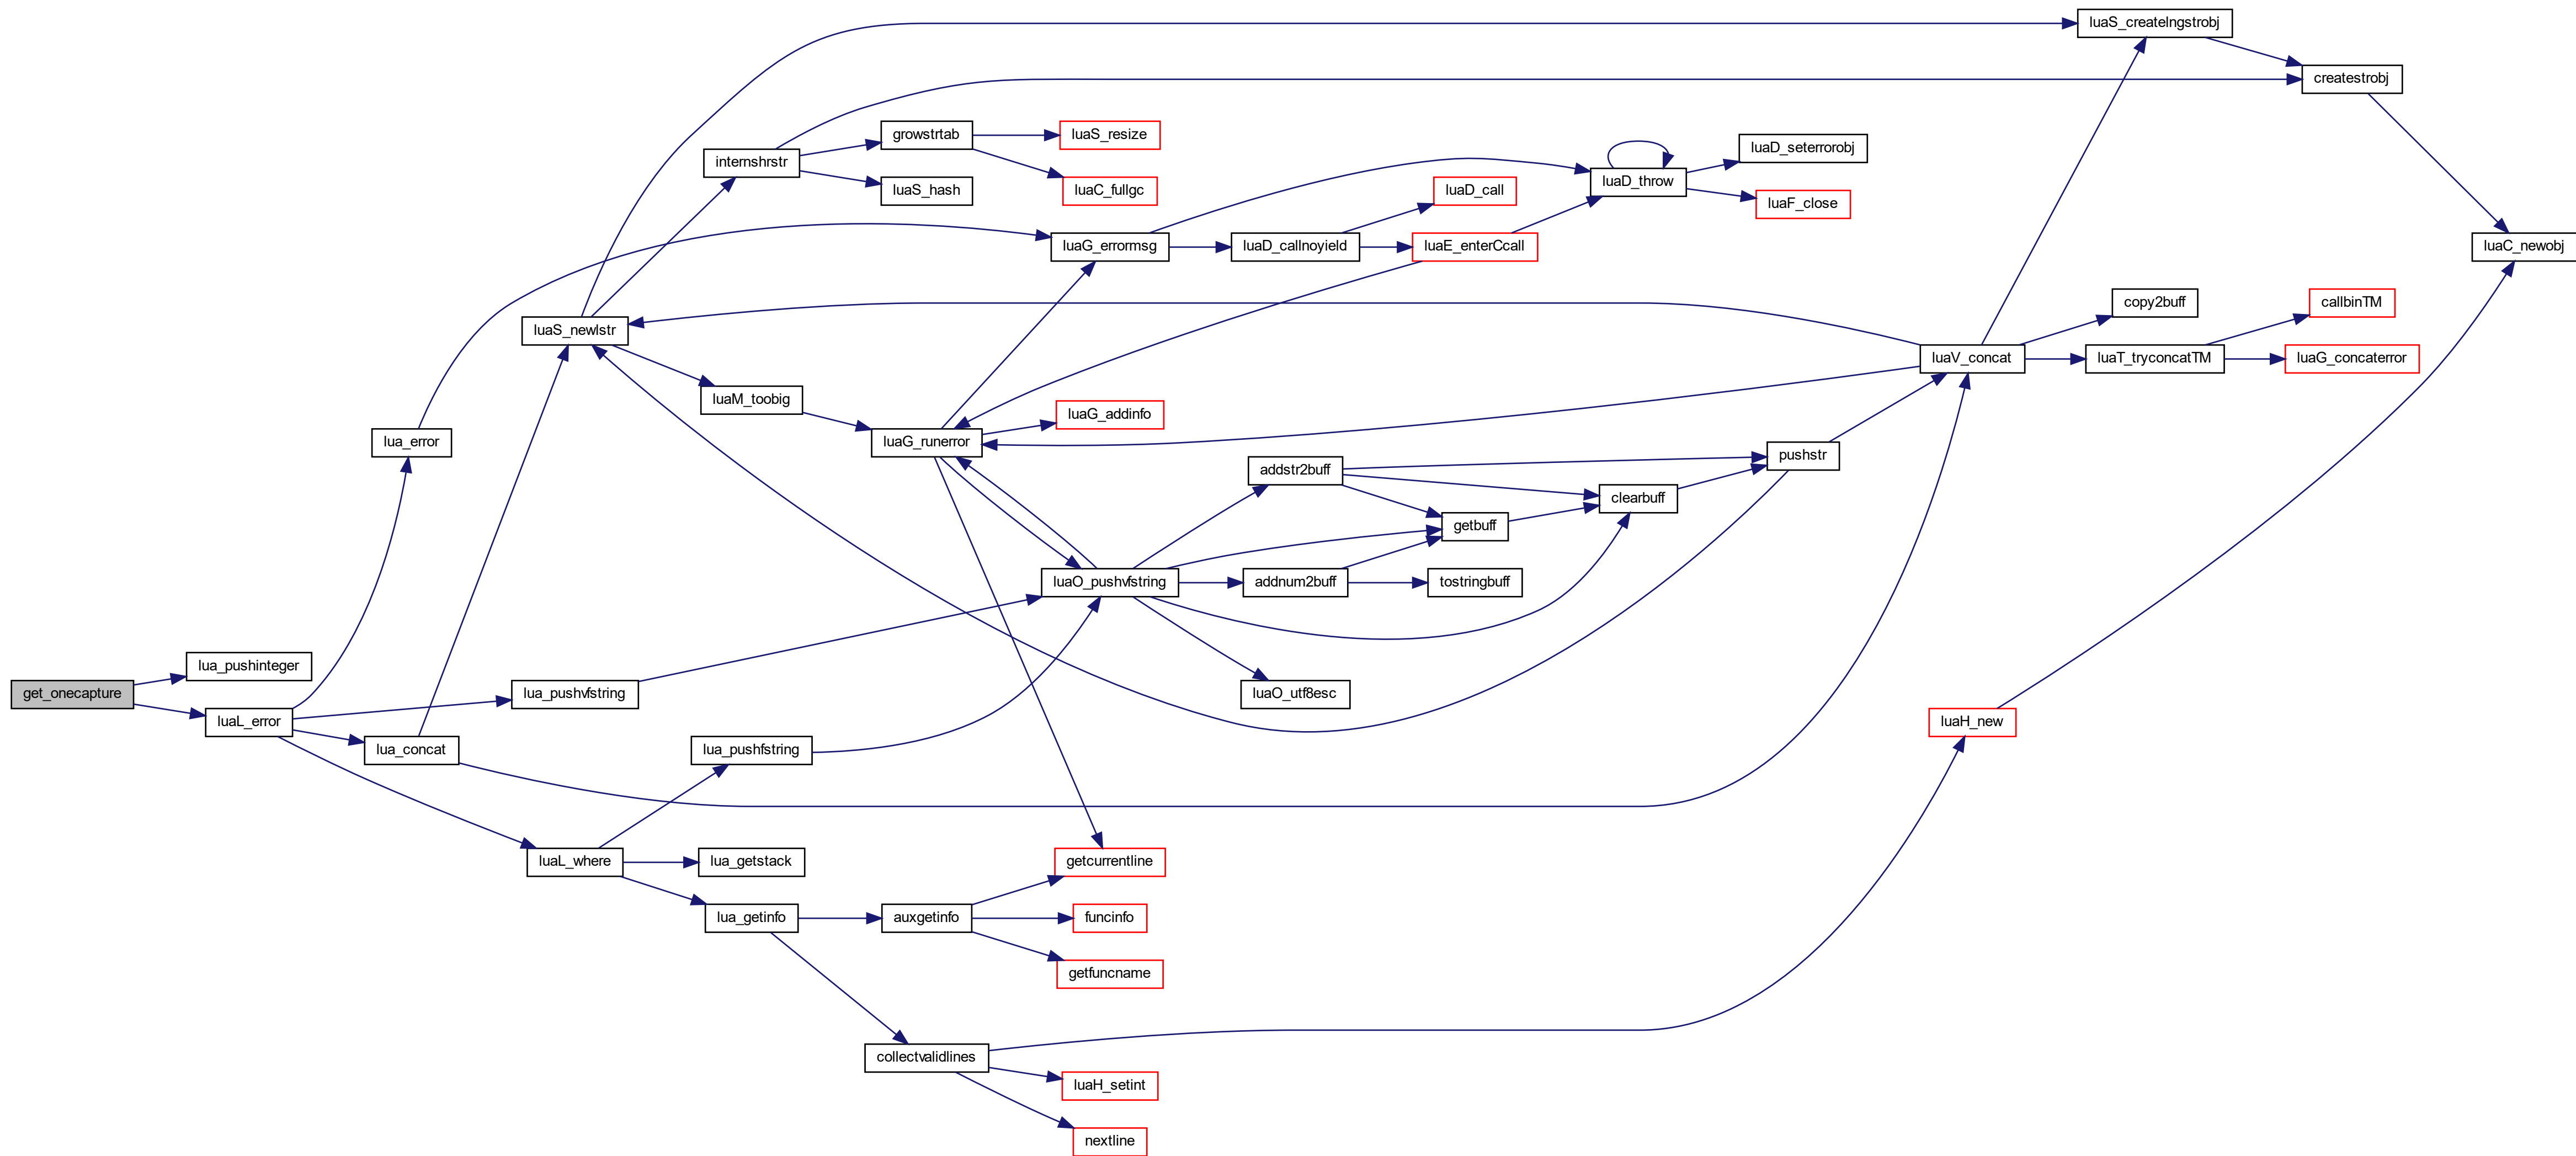 luaS_createlngstrobj
createstrobj
growstrtab
luaS_resize
luaD_seterrorobj
internshrstr
luaD_throw
luaS_hash
luaC_fullgc
luaD_call
luaF_close
luaG_errormsg
luaD_callnoyield
luaE_enterCcall
luaC_newobj
copy2buff
callbinTM
luaS_newlstr
luaV_concat
luaT_tryconcatTM
luaG_concaterror
luaM_toobig
luaG_addinfo
lua_error
luaG_runerror
pushstr
addstr2buff
clearbuff
getbuff
luaO_pushvfstring
addnum2buff
tostringbuff
lua_pushinteger
get_onecapture
lua_pushvfstring
luaO_utf8esc
luaL_error
luaH_new
lua_concat
lua_pushfstring
luaL_where
lua_getstack
getcurrentline
lua_getinfo
auxgetinfo
funcinfo
getfuncname
collectvalidlines
luaH_setint
nextline